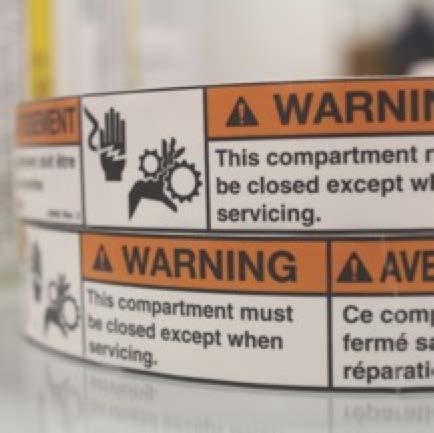 WARNIN
This compartment
be closed except
servicing.
WARNING
This compartment must
be closed except when
servicing.
AVE
Ce comp
fermé sa
réparati